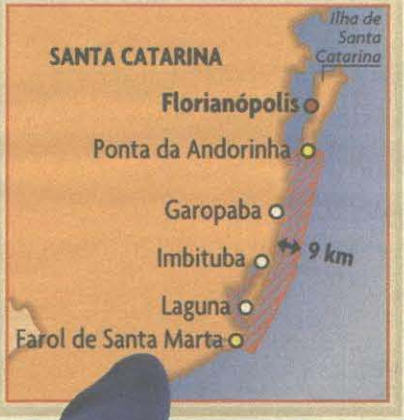 Ilha de
Santa
Catarina
SANTA CATARINA
Florianópolis
Ponta da Andorinha
Garopaba
9 km
Imbituba
Laguna
Farol de Santa Marta